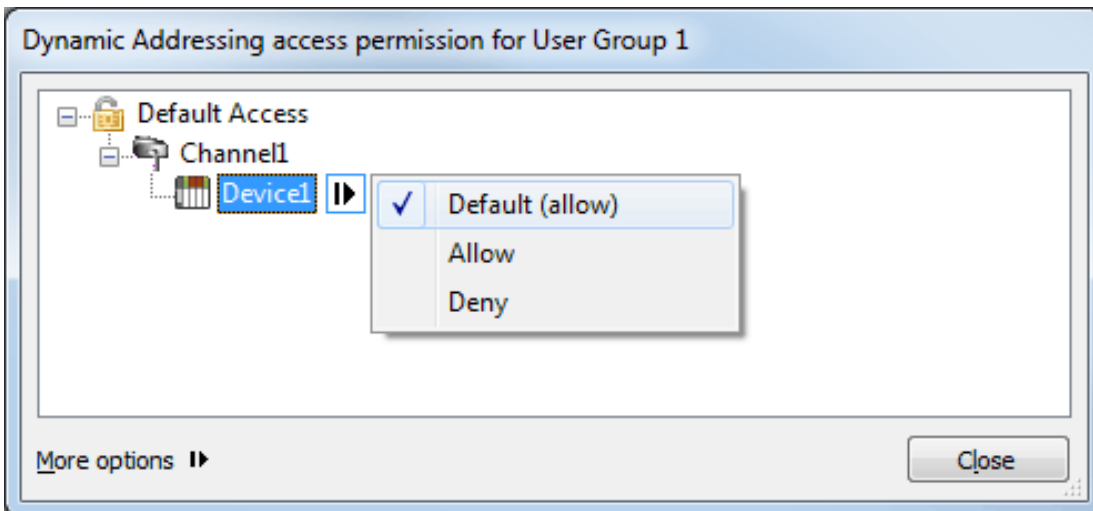 Dynamic Addressing access permission for User Group 1
Default Access
Channel1
Device1
Default (allow)
Allow
Deny
More options
Close